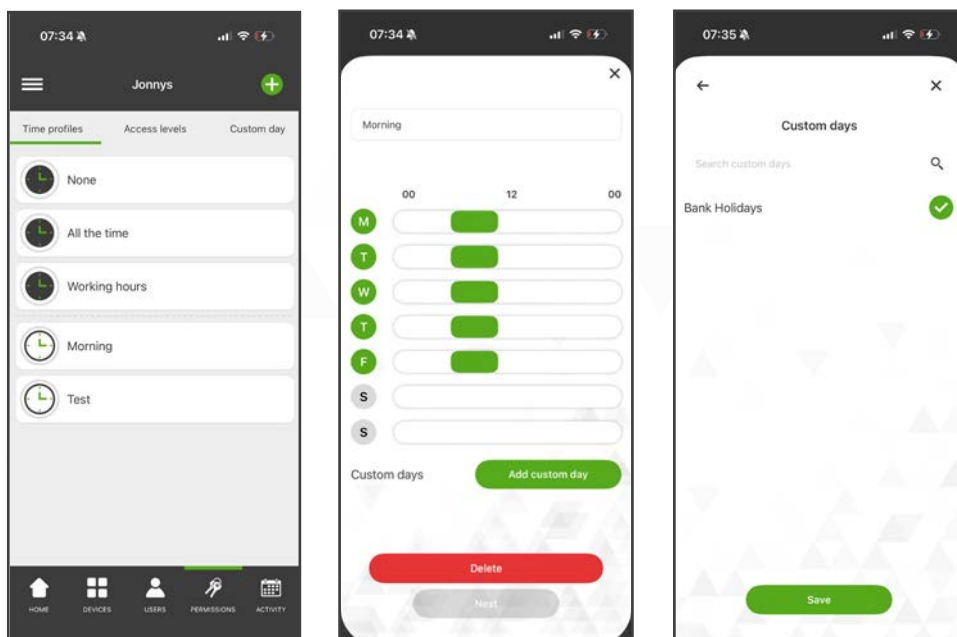 07:34
Jonnys
Time profiles Access levels Custom day
None
All the time
Working hours
Morning
Test
HOME DEVICES USERS PERMISSIONS ACTIVITY
07:34
Morning
00 12 00
M
T
W
T
F
S
S
Custom days Add custom day
Delete
Next
07:35
Custom days
Search custom days
Bank Holidays
Save